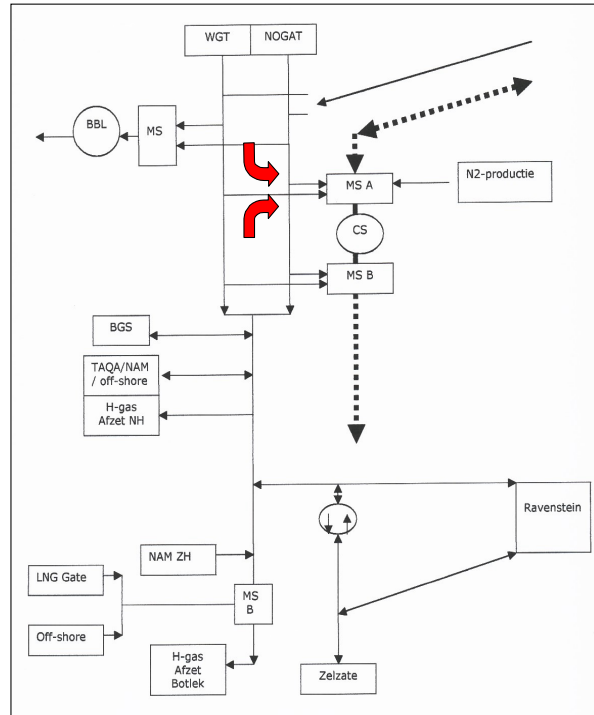 WGT NOGAT
BBL
MS
MS A
N2-productie
CS
MS B
BGS
TAQA/NAM
/ off-shore
H-gas
Afzet NH
Ravenstein
NAM ZH
LNG Gate
MS
B
Off-shore
H-gas
Afzet
Botlek
Zelzate